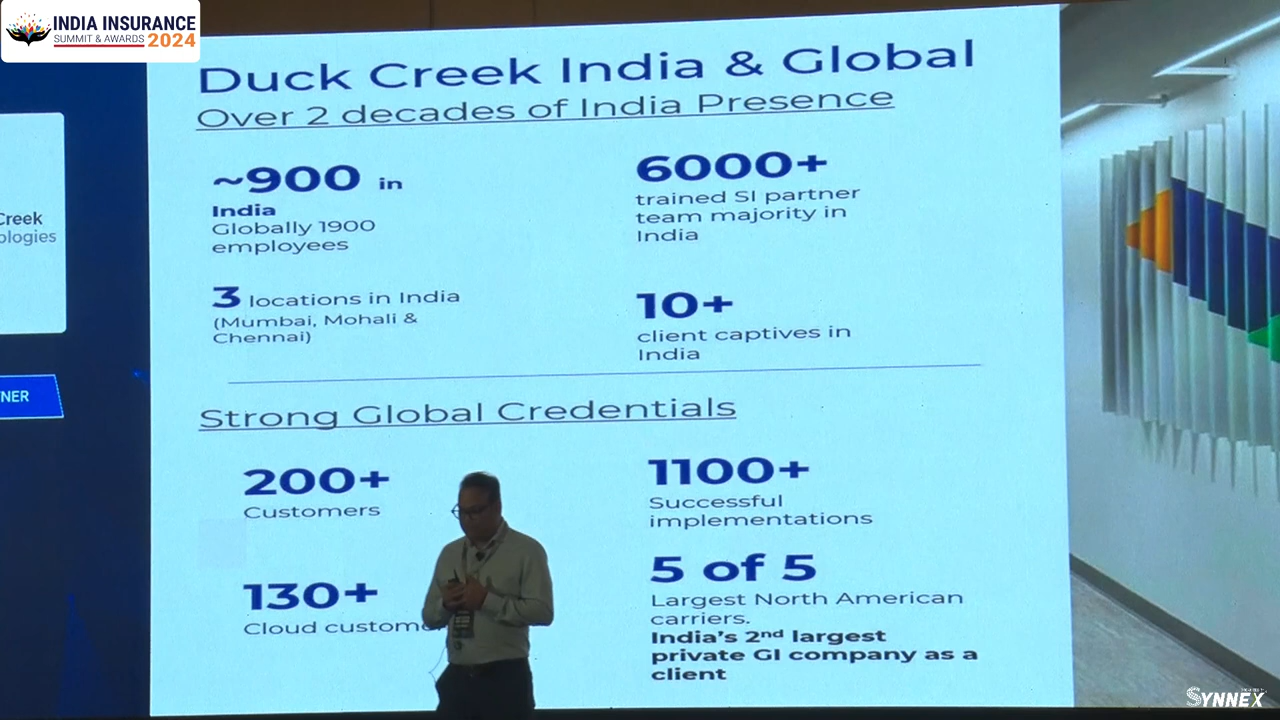 INDIA INSURANCE
SUMMIT & AWARDS 2024
Duck Creek India & Global
Over 2 decades of India Presence
~900 in
India
Globally 1900
employees
6000+
trained SI partner
team majority in
India
3 locations in India
(Mumbai, Mohali &
Chennai)
10+
client captives in
India
Strong Global Credentials
200+
Customers
1100+
Successful
implementations
130+
Cloud custome
5 of 5
Largest North American
carriers.
India's 2nd largest
private GI company as a
client
Creek
ologies
NER
SYNNEX